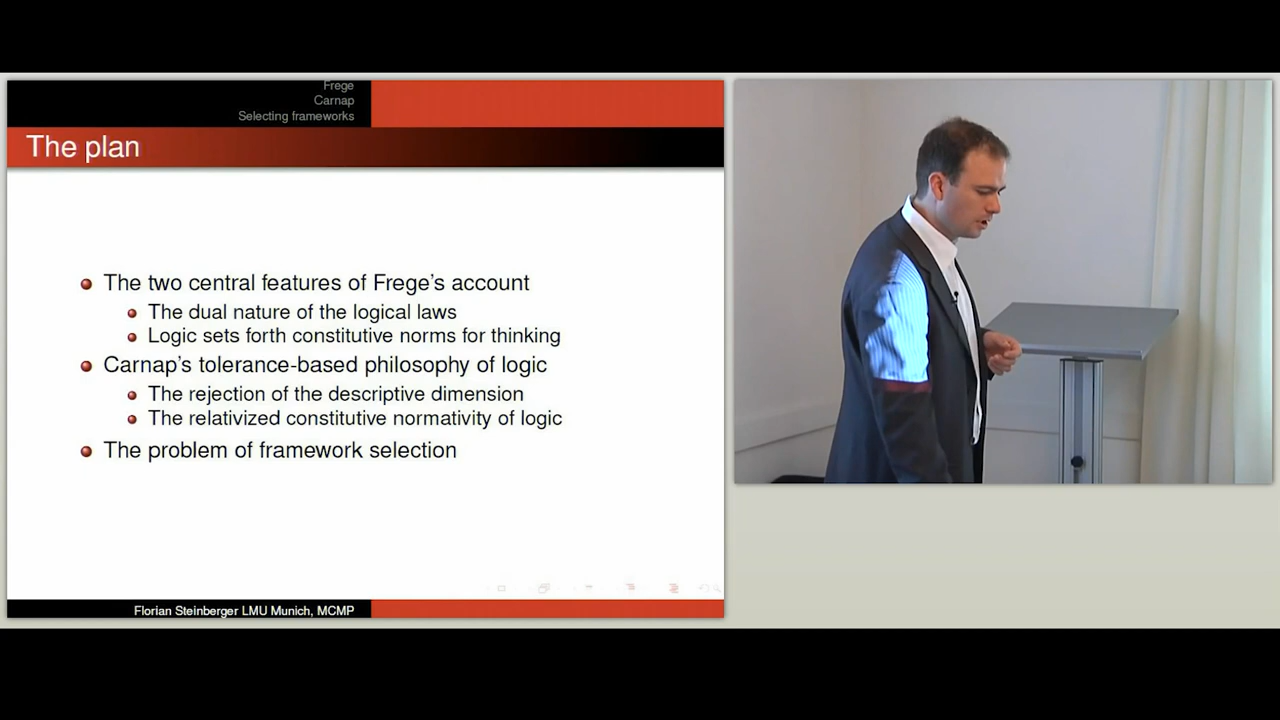 Frege
Carnap
Selecting frameworks
The plan
The two central features of Frege's account
The dual nature of the logical laws
Logic sets forth constitutive norms for thinking
Carnap's tolerance-based philosophy of logic
The rejection of the descriptive dimension
The relativized constitutive normativity of logic
The problem of framework selection
Florian Steinberger LMU Munich, MCMP